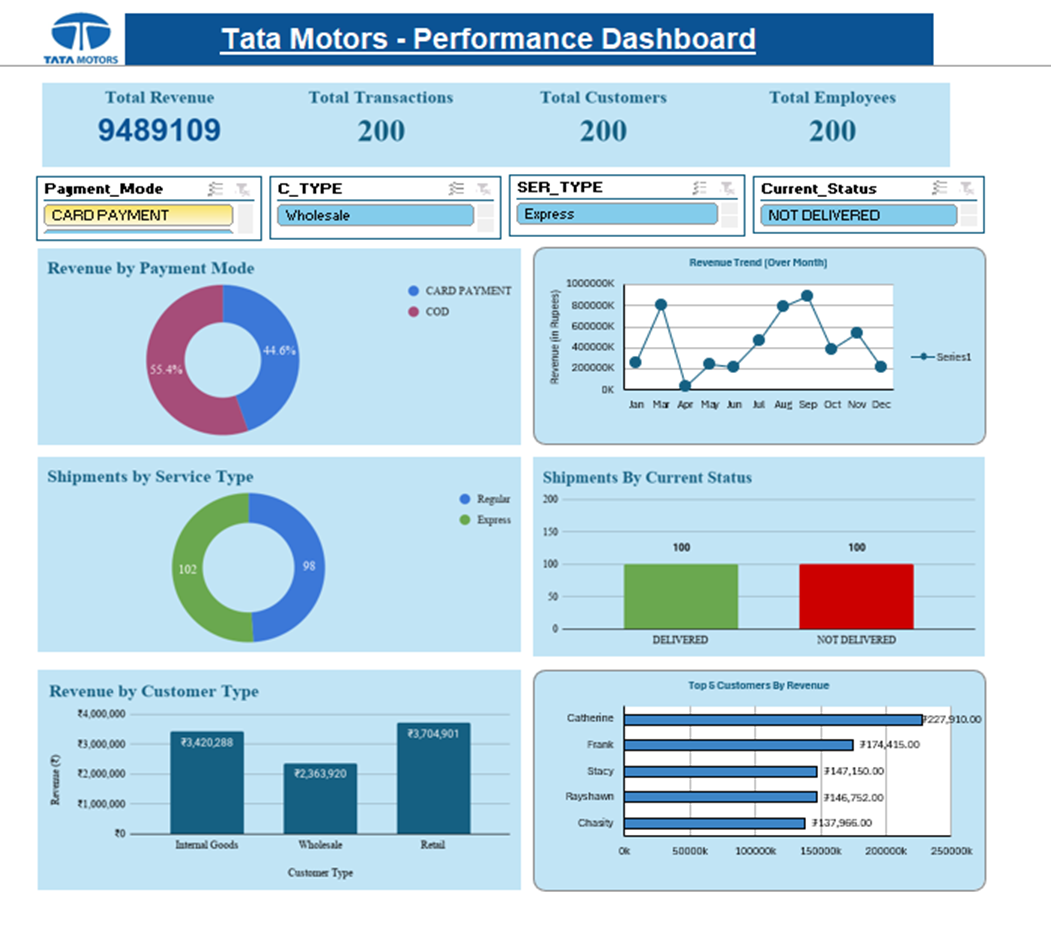 TATA MOTORS
Tata Motors - Performance Dashboard
Total Revenue
9489109
Total Transactions
200
Total Customers
200
Total Employees
200
Payment_Mode
CARD PAYMENT
C_TYPE
Wholesale
SER_TYPE
Express
Current_Status
NOT DELIVERED
Revenue by Payment Mode
CARD PAYMENT
COD
44.6%
55.4%
Revenue Trend (Over Month)
Revenue (in Rupees)
1000000K
800000K
600000K
400000K
200000K
0K
Jan Mar Apr May Jun Jul Aug Sep Oct Nov Dec
Series1
Shipments by Service Type
Regular
Express
102
98
Shipments By Current Status
200
150
100
50
0
100
100
DELIVERED
NOT DELIVERED
Revenue by Customer Type
Revenue (₹)
₹4,000,000
₹3,000,000
₹2,000,000
₹1,000,000
₹0
₹3,420,288
₹2,363,920
₹3,704,901
Internal Goods
Wholesale
Retail
Customer Type
Top 5 Customers By Revenue
Catherine
₹227,910.00
Frank
₹174,415.00
Stacy
₹147,150.00
Rayshawn
₹146,752.00
Chasity
₹137,966.00
0k 50000k 100000k 150000k 200000k 250000k